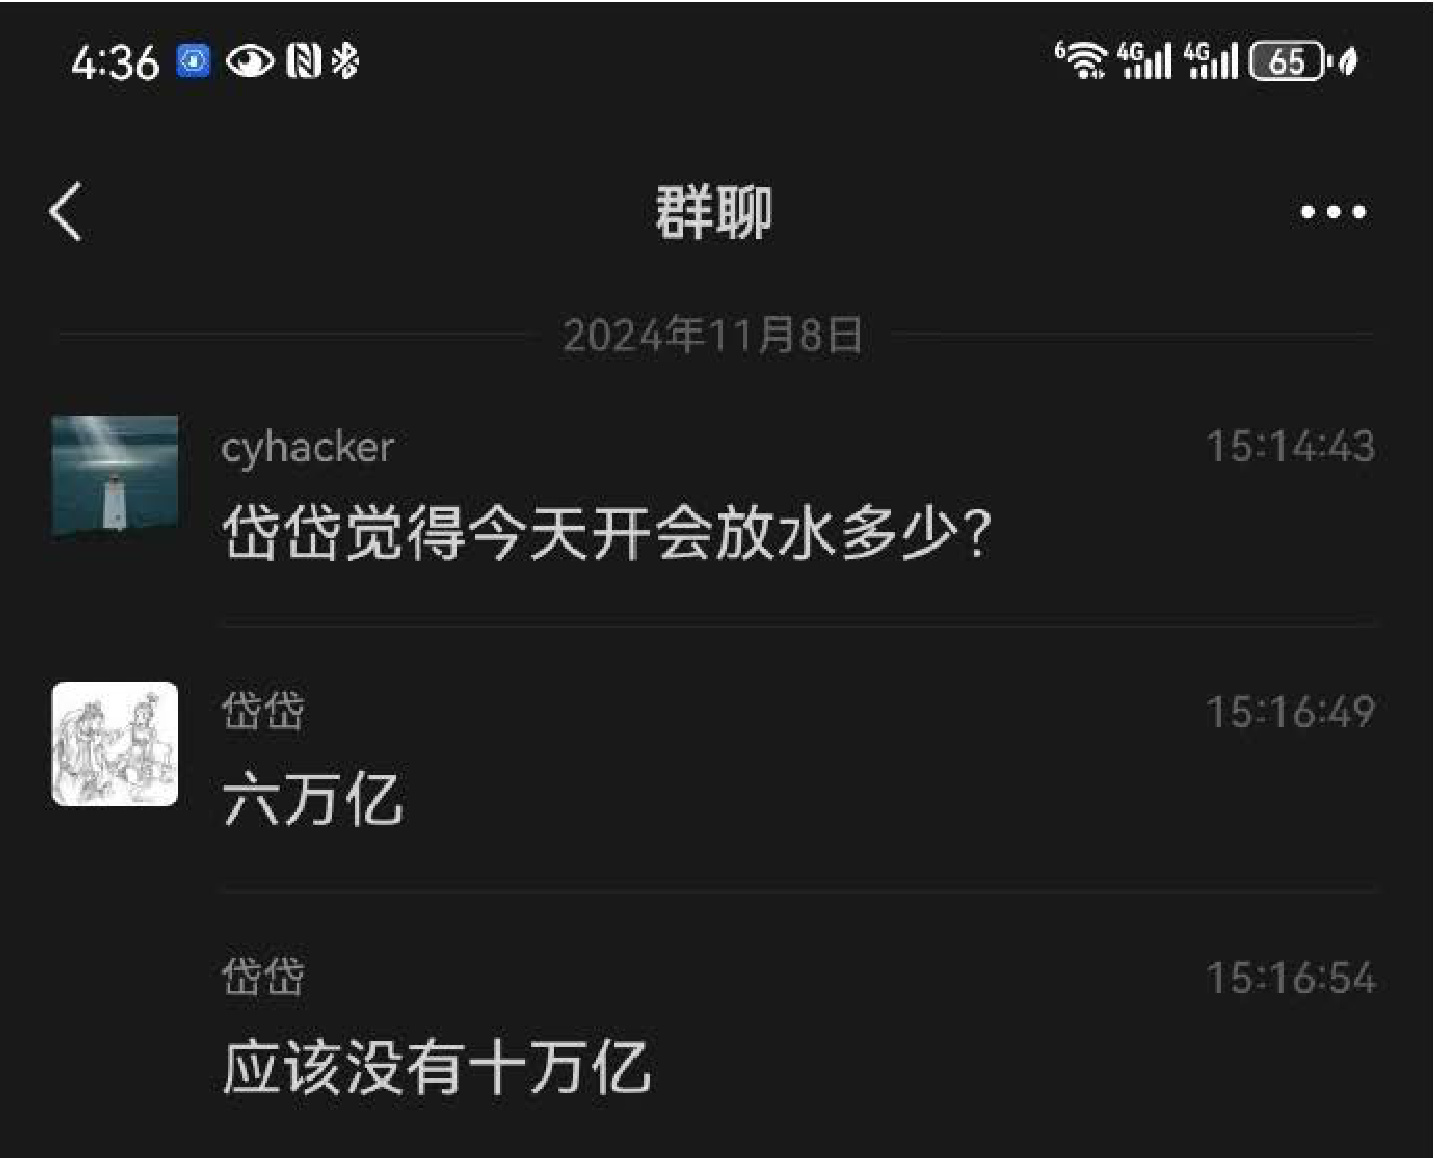 4:36
6 4G 4G 65
群聊
2024年11月8日
cyhacker 15:14:43
岱岱觉得今天开会放水多少?
岱岱 15:16:49
六万亿
岱岱 15:16:54
应该没有十万亿